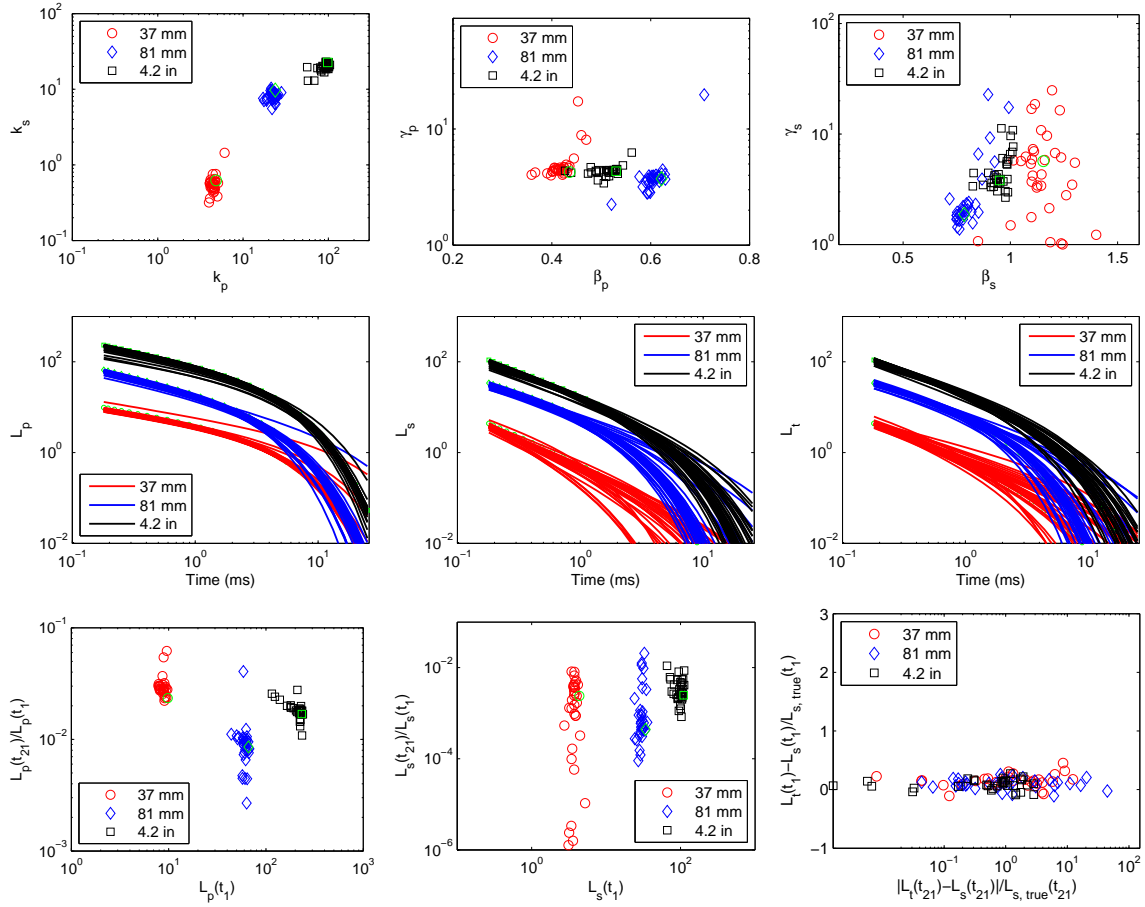 10^2
10^1
10^0
10^-1
k_s
37 mm
81 mm
4.2 in
10^-1
10^0
10^1
10^2
k_p
10^1
10^0
γ_p
37 mm
81 mm
4.2 in
0.2
0.4
0.6
0.8
β_p
10^2
10^1
10^0
γ_s
37 mm
81 mm
4.2 in
0.5
1
1.5
β_s
10^2
10^0
10^-2
L_p
37 mm
81 mm
4.2 in
10^-1
10^0
10^1
Time (ms)
10^2
10^0
10^-2
L_s
37 mm
81 mm
4.2 in
10^-1
10^0
10^1
Time (ms)
10^2
10^0
10^-2
L_t
37 mm
81 mm
4.2 in
10^-1
10^0
10^1
Time (ms)
10^-1
10^-2
10^-3
L_p(t_21)/L_p(t_1)
37 mm
81 mm
4.2 in
10^0
10^1
10^2
10^3
L_p(t_1)
10^-2
10^-4
10^-6
L_s(t_21)/L_s(t_1)
37 mm
81 mm
4.2 in
10^0
10^2
L_s(t_1)
3
2
1
0
−1
L_t(t_1)−L_s(t_1)/L_s, true(t_1)
37 mm
81 mm
4.2 in
10^-1
10^0
10^1
10^2
|L_t(t_21)−L_s(t_21)|/L_s, true(t_21)